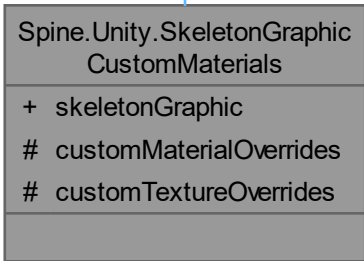 Spine.Unity.SkeletonGraphic
CustomMaterials
+ skeletonGraphic
# customMaterialOverrides
# customTextureOverrides